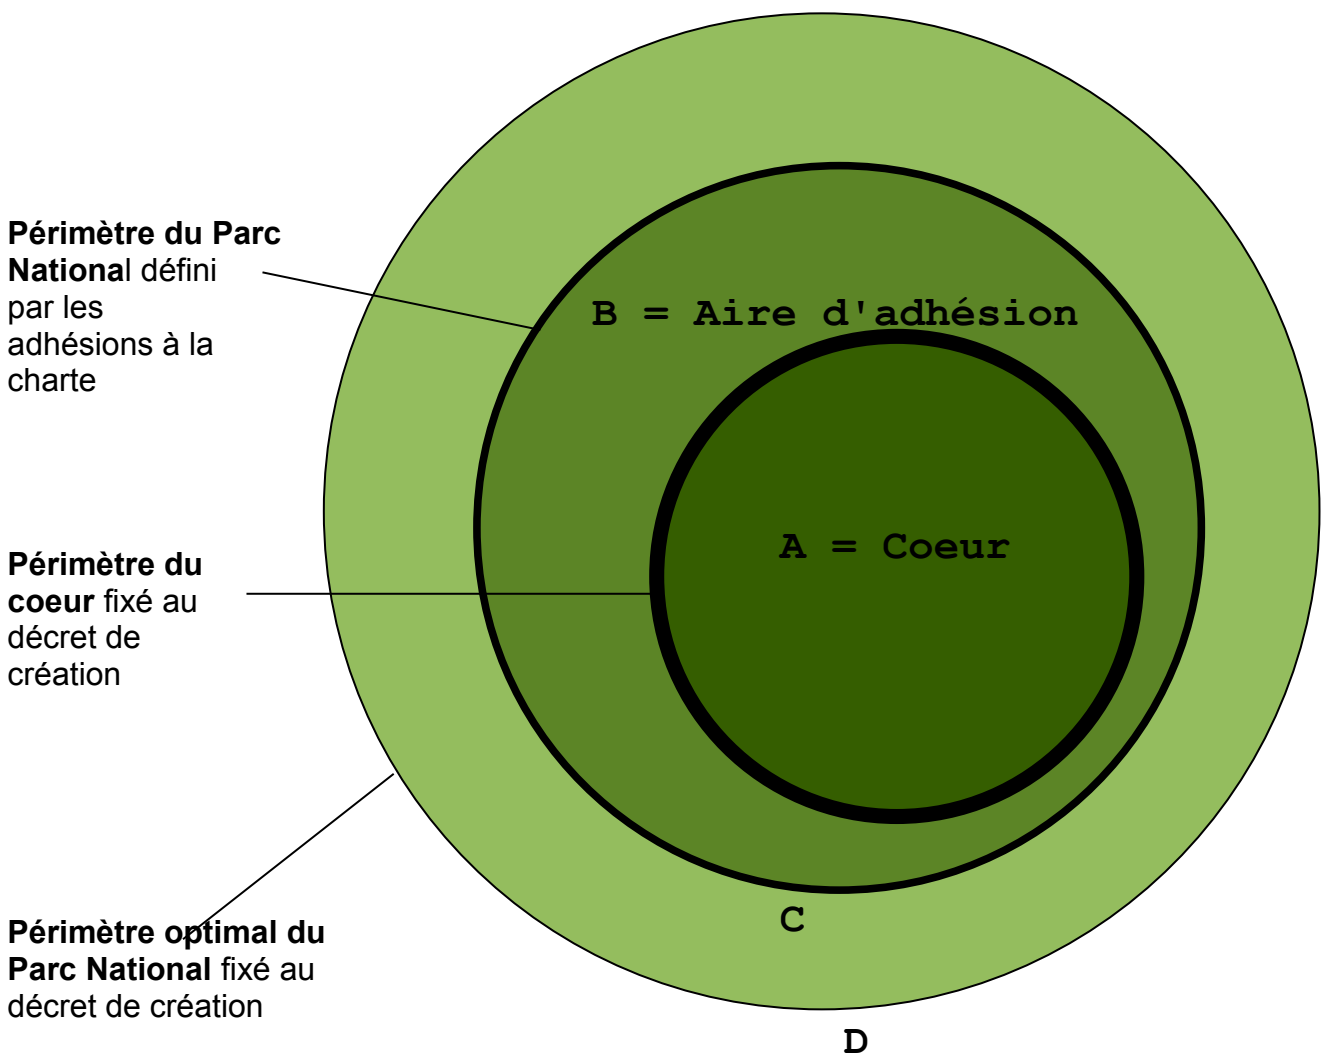 Périmètre du Parc
National défini
par les
adhésions à la
charte
B = Aire d'adhésion
A = Coeur
Périmètre du
coeur fixé au
décret de
création
C
Périmètre optimal du
Parc National fixé au
décret de création
D